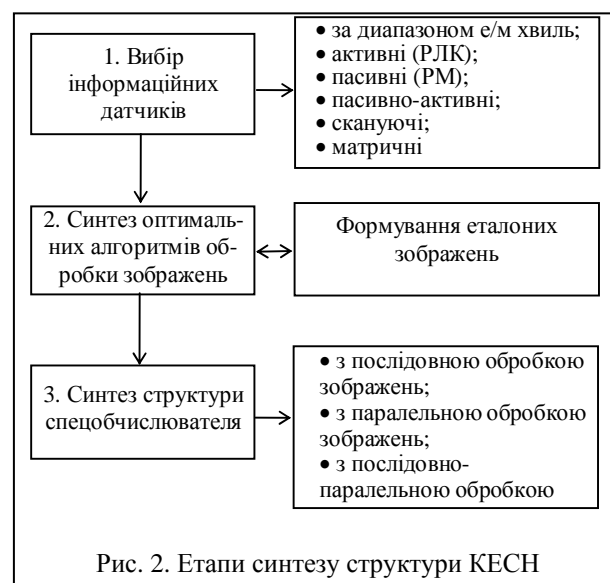 1. Вибір
інформаційних
датчиків
• за диапазоном е/м хвиль;
• активні (РЛК);
• пасивні (РМ)
• пасивно-активні;
• скануючі;
• матричні
2. Синтез оптималь-
них алгоритмів об-
робки зображень
Формування еталоних
зображень
3. Синтез структури
спецобчислювателя
• з послідовною обробкою
зображень;
• з паралельною обробкою
зображень;
• з послідовно-
паралельною обробкою
Рис. 2. Етапи синтезу структури КЕСН